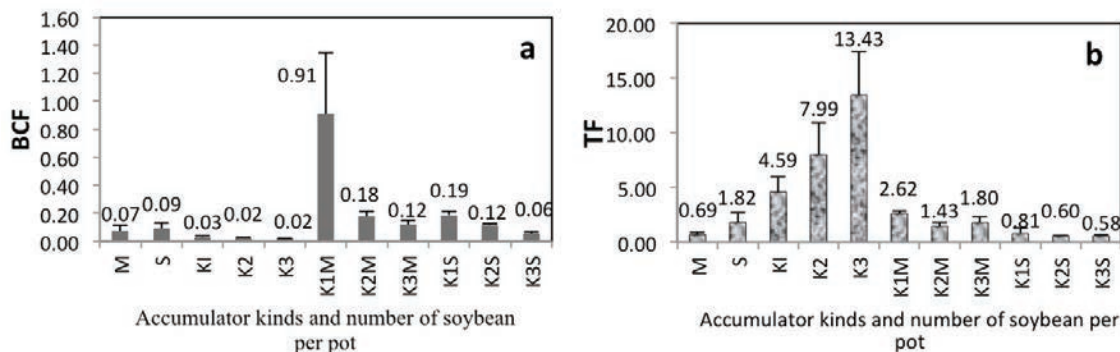 1.60
1.40
1.20
1.00
0.80
0.60
0.40
0.20
0.00
BCF
a
0.07
0.09
0.03
0.02
0.02
0.91
0.18
0.12
0.19
0.12
0.06
M
S
KI
K2
K3
K1M
K2M
K3M
K1S
K2S
K3S
Accumulator kinds and number of soybean
per pot
20.00
15.00
10.00
5.00
0.00
TF
b
0.69
1.82
4.59
7.99
13.43
2.62
1.43
1.80
0.81
0.60
0.58
M
S
KI
K2
K3
K1M
K2M
K3M
K1S
K2S
K3S
Accumulator kinds and number of soybean per
pot